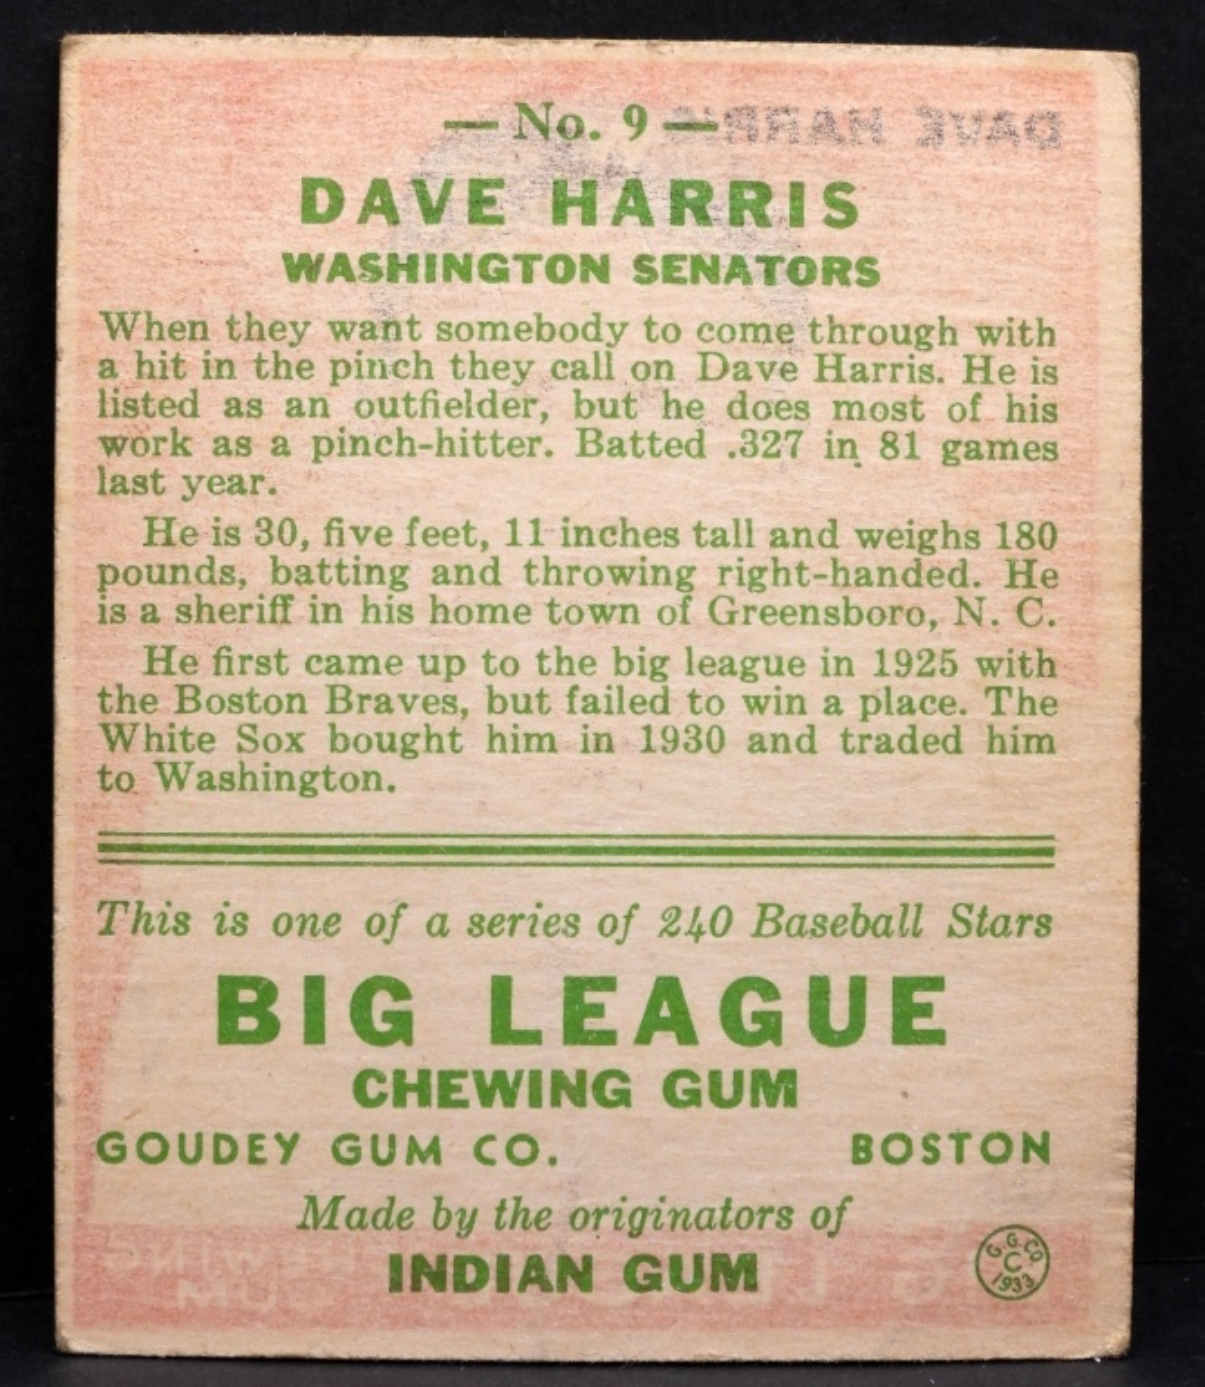 — No. 9 —
DAVE HARRIS
DAVE HARRIS
WASHINGTON SENATORS
When they want somebody to come through with
a hit in the pinch they call on Dave Harris. He is
listed as an outfielder, but he does most of his
work as a pinch-hitter. Batted .327 in 81 games
last year.
He is 30, five feet, 11 inches tall and weighs 180
pounds, batting and throwing right-handed. He
is a sheriff in his home town of Greensboro, N. C.
He first came up to the big league in 1925 with
the Boston Braves, but failed to win a place. The
White Sox bought him in 1930 and traded him
to Washington.
This is one of a series of 240 Baseball Stars
BIG LEAGUE
CHEWING GUM
GOUDEY GUM CO. BOSTON
Made by the originators of
INDIAN GUM
G. G. CO
C
1933